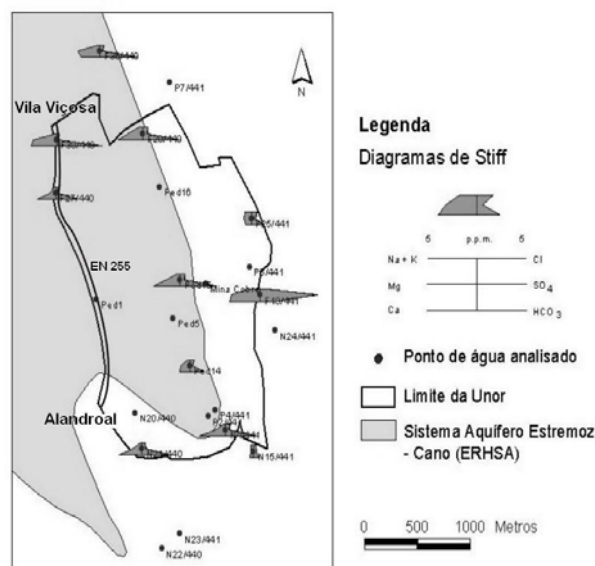 P7/441
N
Vila Viçosa
Ped16
P25/441
EN 255
P6/441
Mina Cobre
Ped1
Ped5
N24/441
Ped14
Alandroal
N20/440
P4/441
N15/441
N23/441
N22/440
Legenda
Diagramas de Stiff
5 p.p.m. 5
Na + K Cl
Mg SO4
Ca HCO3
Ponto de água analisado
Limite da Unor
Sistema Aquífero Estremoz
- Cano (ERHSA)
0 500 1000 Metros